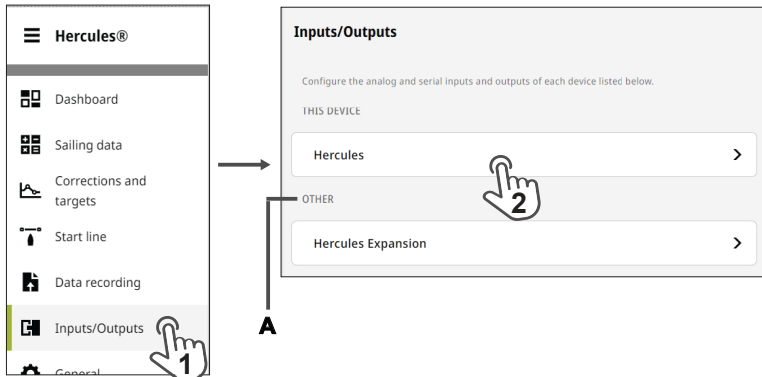 Hercules®
Dashboard
Sailing data
Corrections and
targets
Start line
Data recording
Inputs/Outputs
1
General
Inputs/Outputs
Configure the analog and serial inputs and outputs of each device listed below.
THIS DEVICE
Hercules
2
OTHER
Hercules Expansion
A